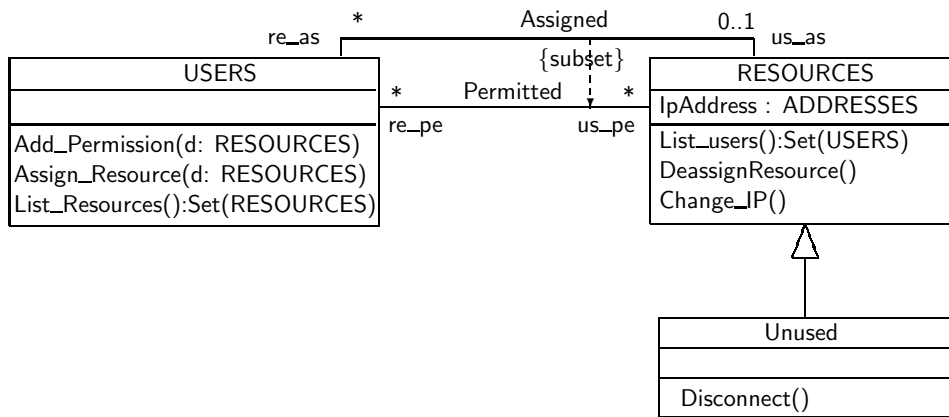 * Assigned 0..1
re_as us_as
{subset}
USERS
RESOURCES
* Permitted *
re_pe us_pe
IpAddress : ADDRESSES
Add_Permission(d: RESOURCES)
Assign_Resource(d: RESOURCES)
List_Resources():Set(RESOURCES)
List_users():Set(USERS)
DeassignResource()
Change_IP()
Unused
Disconnect()